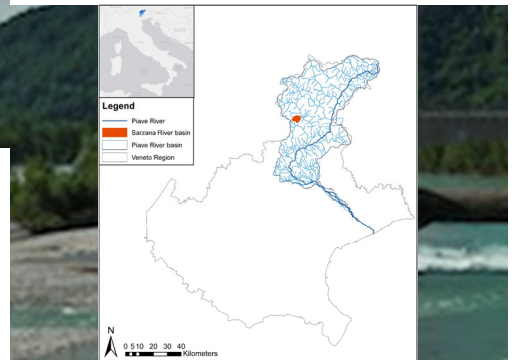 Legend
Piave River
Sarzana River basin
Piave River basin
Veneto Region
N
0 5 10 20 30 40
Kilometers